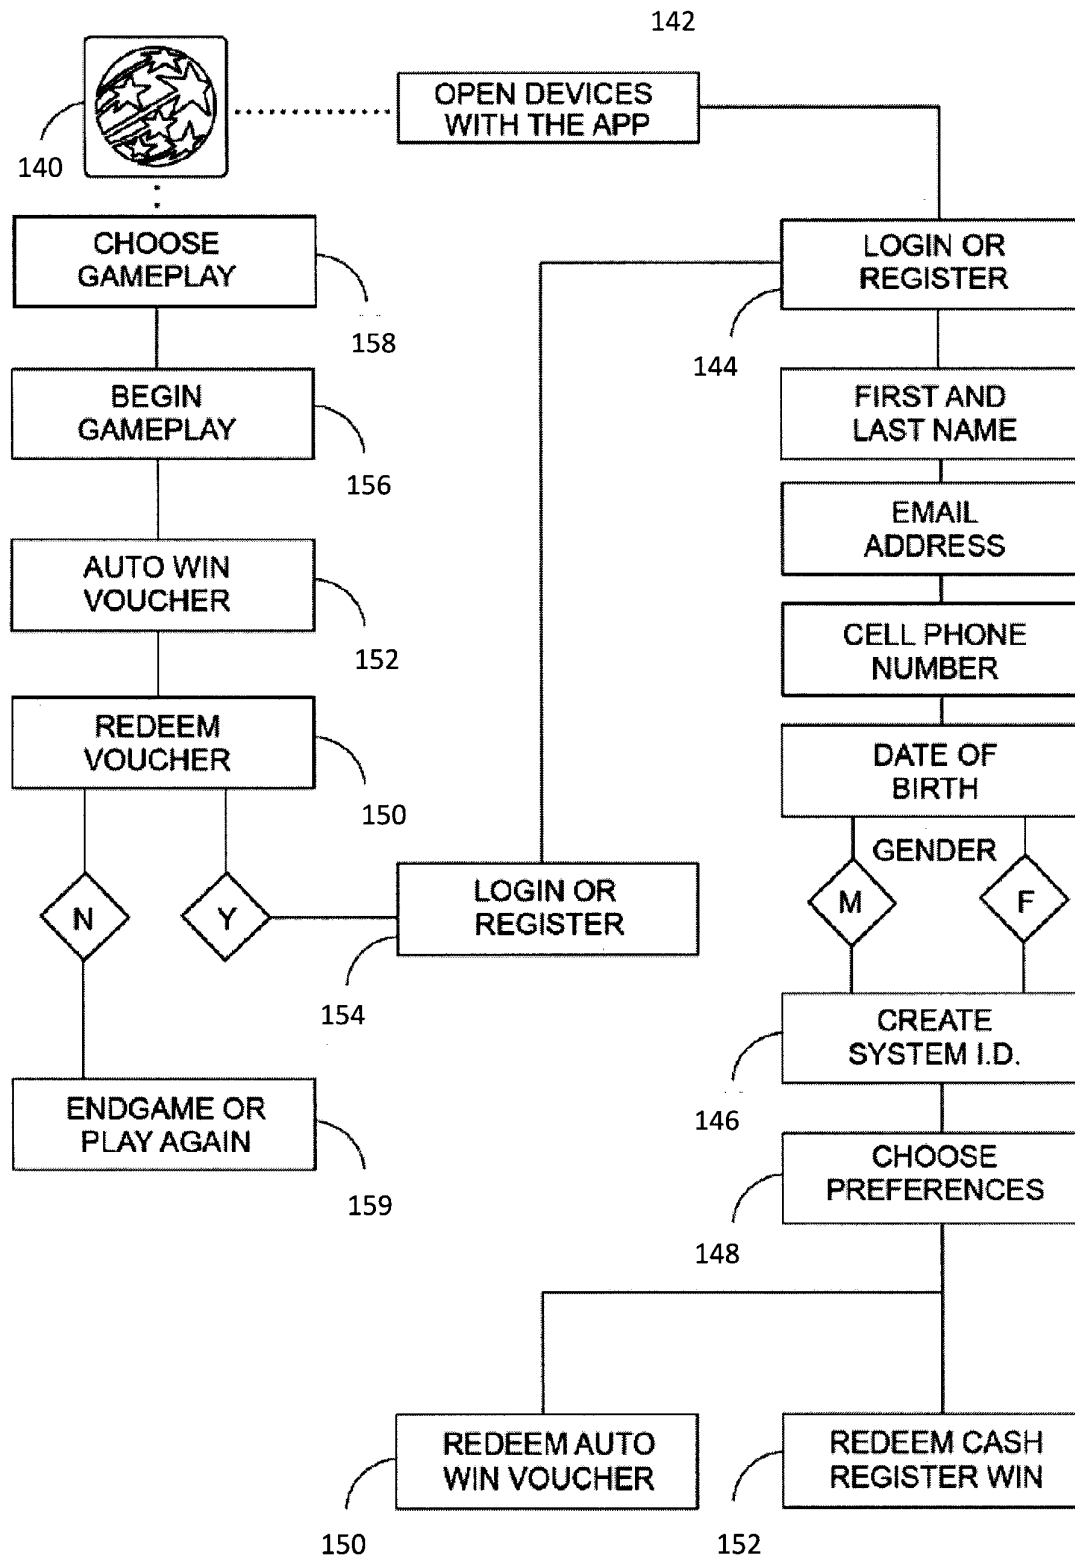 142
OPEN DEVICES
WITH THE APP
140
CHOOSE
GAMEPLAY
158
LOGIN OR
REGISTER
144
BEGIN
GAMEPLAY
156
FIRST AND
LAST NAME
EMAIL
ADDRESS
AUTO WIN
VOUCHER
152
CELL PHONE
NUMBER
REDEEM
VOUCHER
150
DATE OF
BIRTH
GENDER
M
F
N
Y
LOGIN OR
REGISTER
154
CREATE
SYSTEM I.D.
146
ENDGAME OR
PLAY AGAIN
159
CHOOSE
PREFERENCES
148
REDEEM AUTO
WIN VOUCHER
150
REDEEM CASH
REGISTER WIN
152